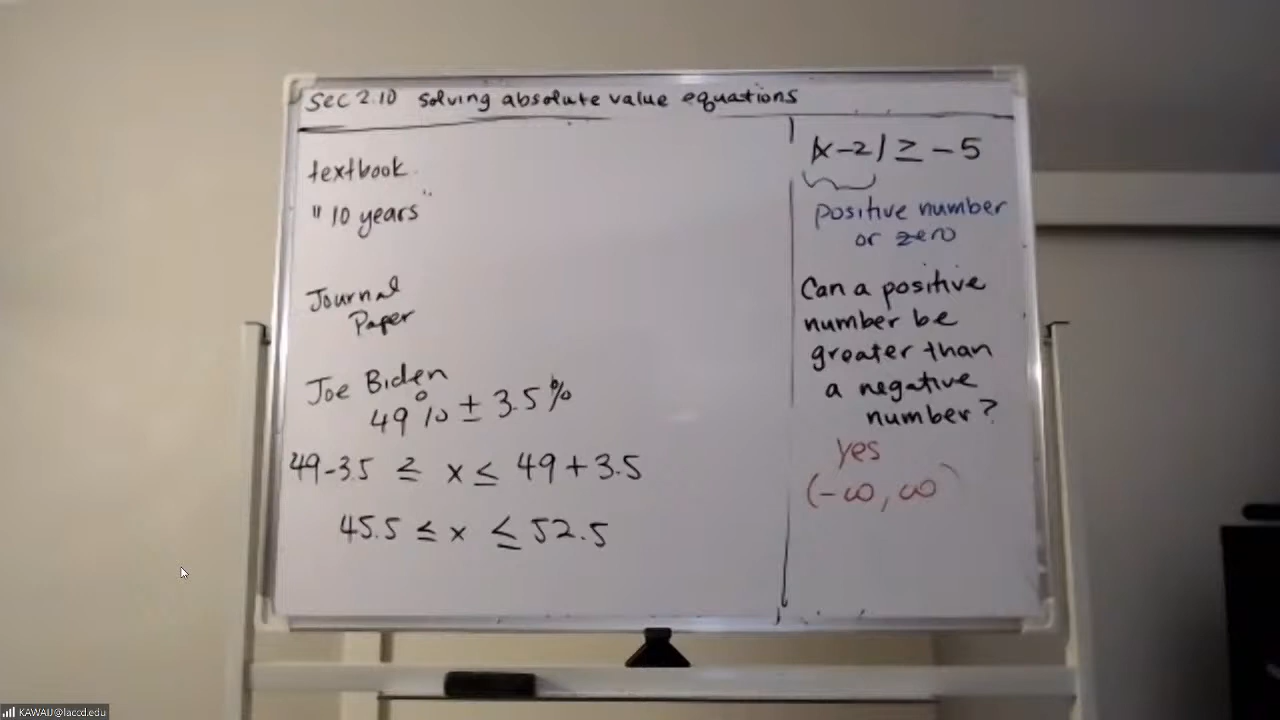 Sec 2.10 Solving absolute value equations
textbook.
"10 years"
Journal
Paper
Joe Biden
49% ± 3.5%
49-3.5 ≤ x ≤ 49+3.5
45.5 ≤ x ≤ 52.5
|x-2| ≥ -5
positive number
or zero
Can a positive
number be
greater than
a negative
number?
yes
(-∞, ∞)
KAWAIJ@laccd.edu